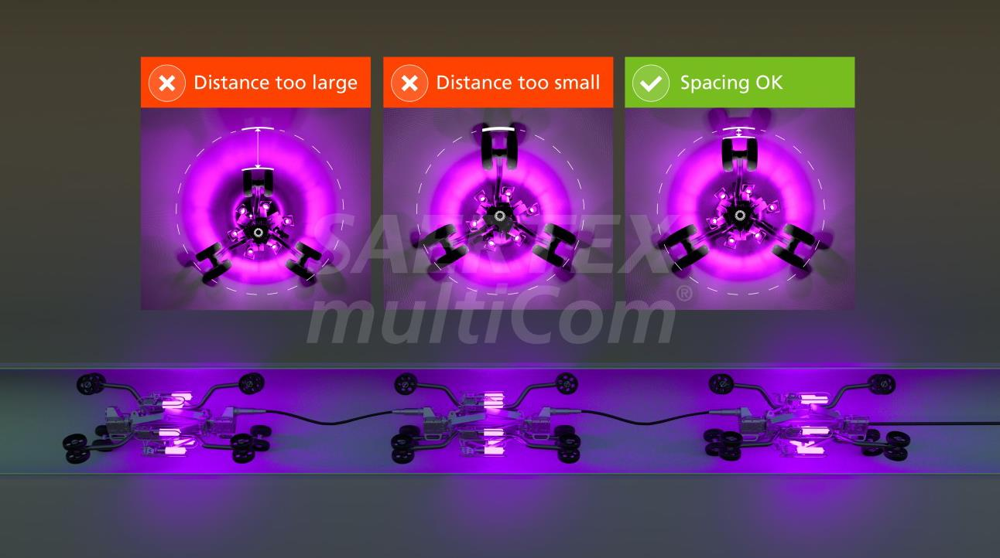 Distance too large
Distance too small
Spacing OK
SAERTEX
multiCom®